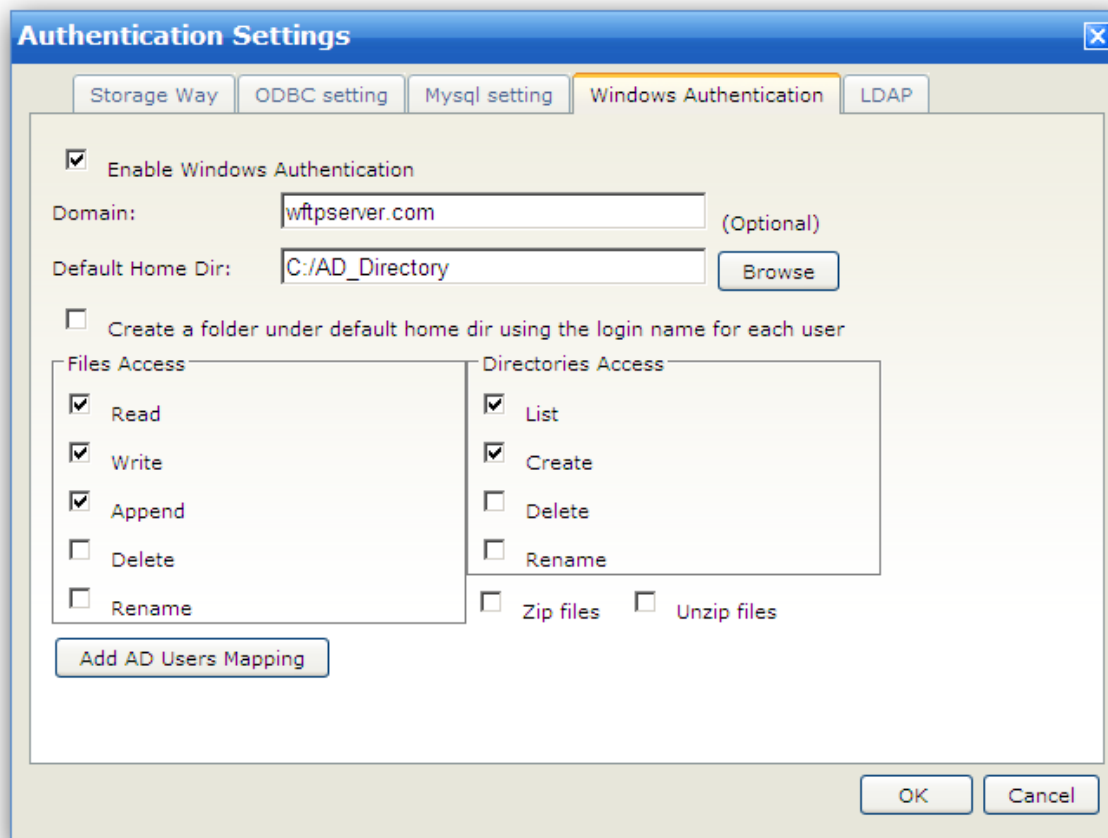 Authentication Settings
Storage Way ODBC setting Mysql setting Windows Authentication LDAP
Enable Windows Authentication
Domain: wftpserver.com (Optional)
Default Home Dir: C:/AD_Directory Browse
Create a folder under default home dir using the login name for each user
Files Access Directories Access
Read List
Write Create
Append Delete
Delete Rename
Rename Zip files Unzip files
Add AD Users Mapping
OK Cancel